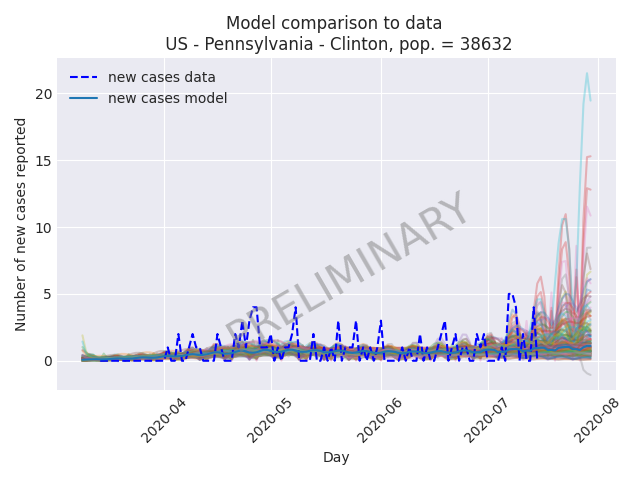 Model comparison to data
US - Pennsylvania - Clinton, pop. = 38632
new cases data
new cases model
Number of new cases reported
20
15
10
5
0
PRELIMINARY
2020-04
2020-05
2020-06
2020-07
2020-08
Day